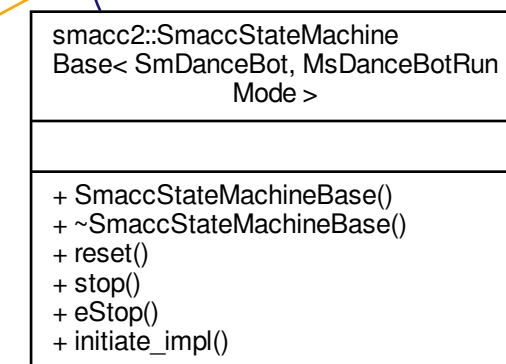 smacc2::SmaccStateMachine
Base< SmDanceBot, MsDanceBotRun
Mode >
+ SmaccStateMachineBase()
+ ~SmaccStateMachineBase()
+ reset()
+ stop()
+ eStop()
+ initiate_impl()